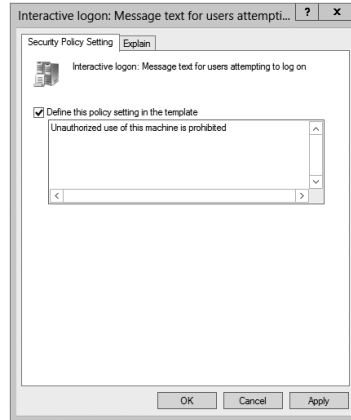 Interactive logon: Message text for users attempti... ? x
Security Policy Setting Explain
Interactive logon: Message text for users attempting to log on
Define this policy setting in the template
Unauthorized use of this machine is prohibited
OK Cancel Apply